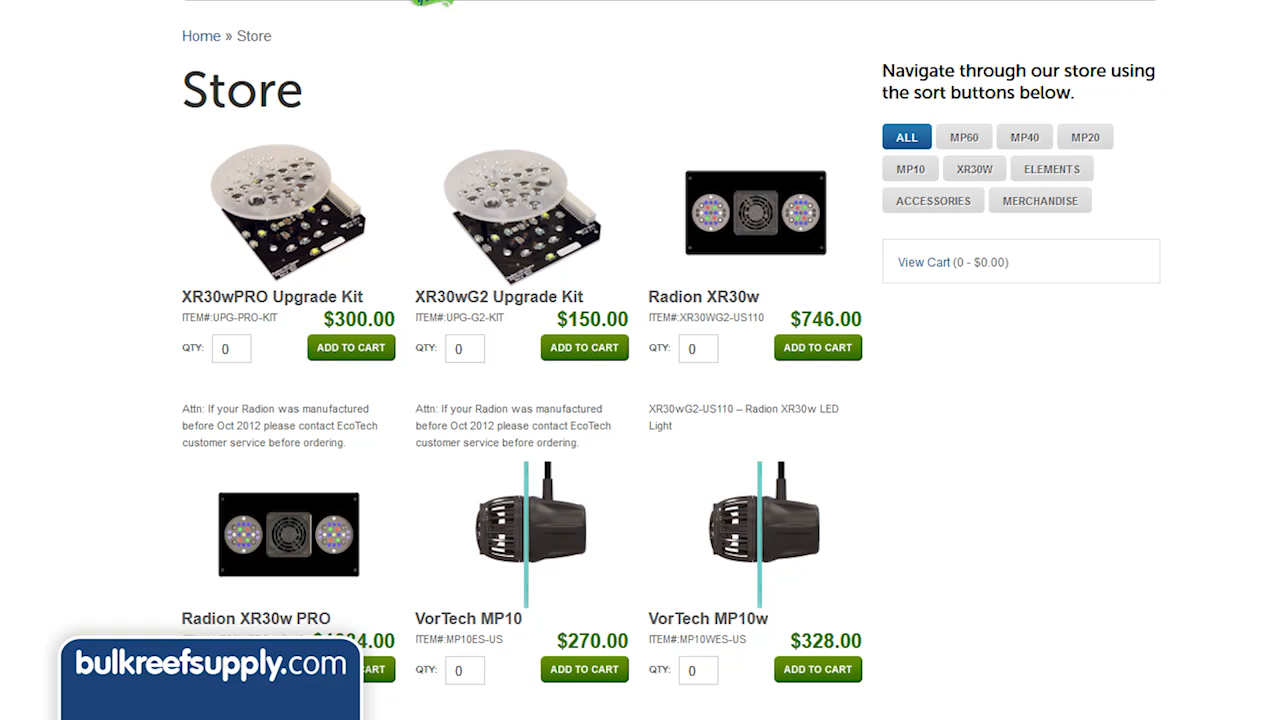 Home » Store
Store
Navigate through our store using
the sort buttons below.
ALL MP60 MP40 MP20
MP10 XR30W ELEMENTS
ACCESSORIES MERCHANDISE
View Cart (0 - $0.00)
XR30wPRO Upgrade Kit
ITEM#:UPG-PRO-KIT $300.00
QTY: 0 ADD TO CART
Attn: If your Radion was manufactured
before Oct 2012 please contact EcoTech
customer service before ordering.
XR30wG2 Upgrade Kit
ITEM#:UPG-G2-KIT $150.00
QTY: 0 ADD TO CART
Attn: If your Radion was manufactured
before Oct 2012 please contact EcoTech
customer service before ordering.
Radion XR30w
ITEM#:XR30WG2-US110 $746.00
QTY: 0 ADD TO CART
XR30wG2-US110 – Radion XR30w LED
Light
Radion XR30w PRO
CART
VorTech MP10
ITEM#:MP10ES-US $270.00
QTY: 0 ADD TO CART
VorTech MP10w
ITEM#:MP10WES-US $328.00
QTY: 0 ADD TO CART
bulkreefsupply.com